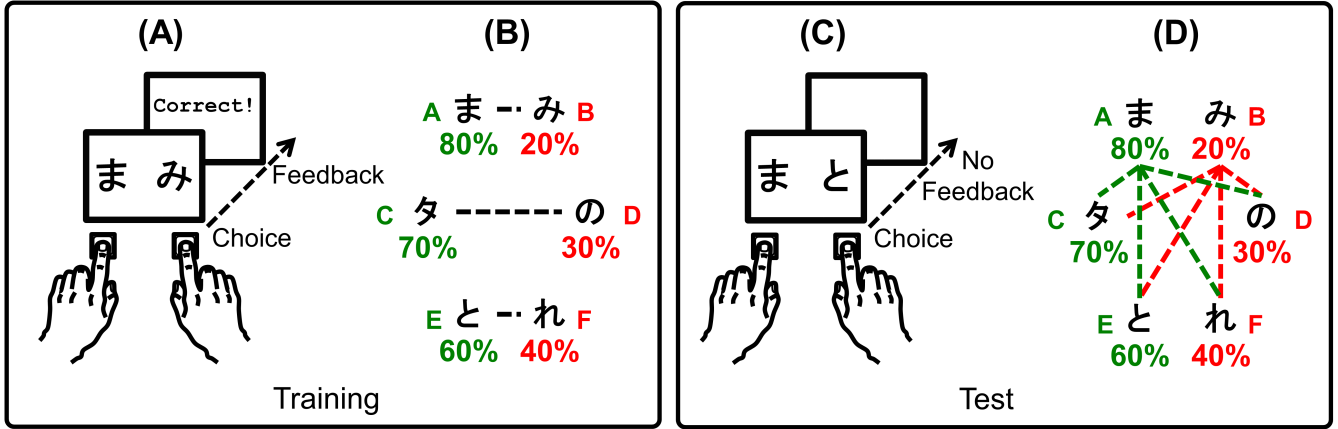 (A)
Correct!
ま み
Feedback
Choice
(B)
A ま み B
80% 20%
C タ の D
70% 30%
E と れ F
60% 40%
Training
(C)
ま と
No
Feedback
Choice
(D)
A ま み B
80% 20%
C タ の D
70% 30%
E と れ F
60% 40%
Test